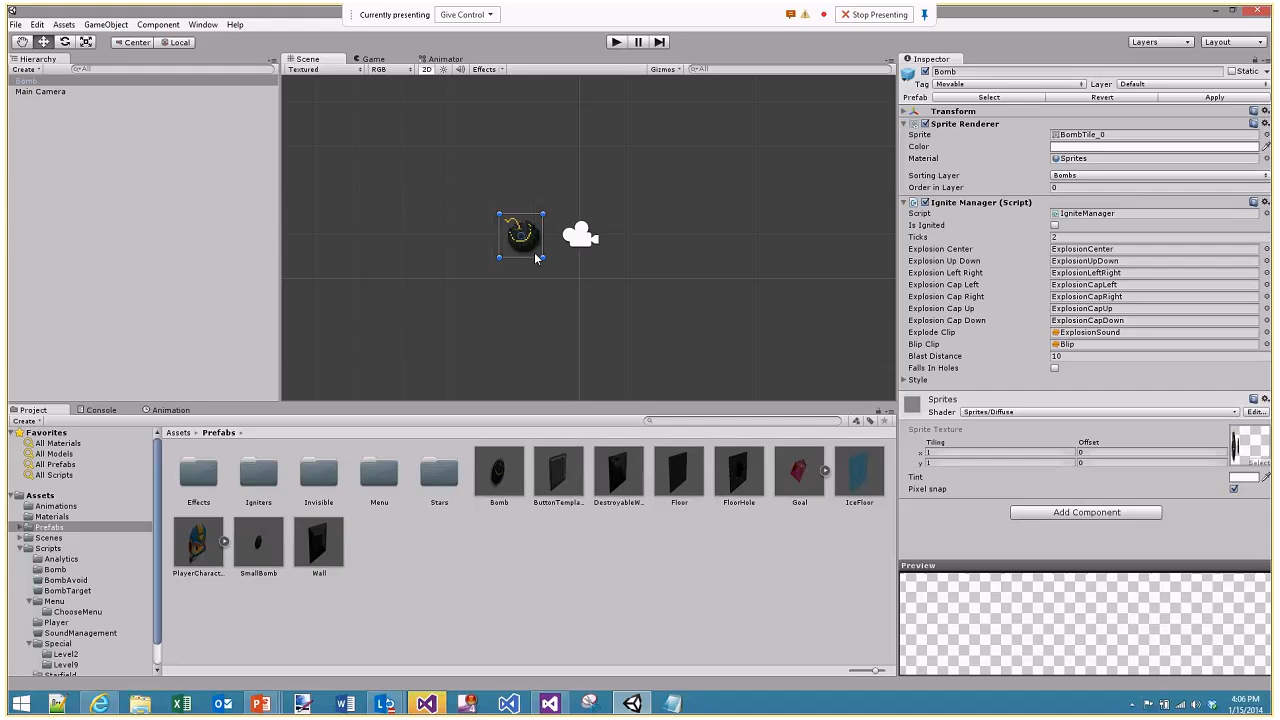 Currently presenting Give Control Stop Presenting
File Edit Assets GameObject Component Window Help
Center Local Layers Layout
Hierarchy
Create All
Bomb
Main Camera
Scene Game Animator
Textured RGB 2D Effects Gizmos All
Inspector
Bomb Static
Tag Movable Layer Default
Prefab Select Revert Apply
Transform
Sprite Renderer
Sprite BombTile_0
Color
Material Sprites
Sorting Layer Bombs
Order in Layer 0
Ignite Manager (Script)
Script IgniteManager
Is Ignited
Ticks 2
Explosion Center ExplosionCenter
Explosion Up Down ExplosionUpDown
Explosion Left Right ExplosionLeftRight
Explosion Cap Left ExplosionCapLeft
Explosion Cap Right ExplosionCapRight
Explosion Cap Up ExplosionCapUp
Explosion Cap Down ExplosionCapDown
Explode Clip ExplosionSound
Blip Clip Blip
Blast Distance 10
Falls In Holes
Style
Sprites
Shader Sprites/Diffuse Edit...
Sprite Texture
Tiling Offset
x 1 0
y 1 0
Select
Tint
Pixel snap
Add Component
Preview
Project Console Animation
Create
Favorites
All Materials
All Models
All Prefabs
All Scripts
Assets
Animations
Materials
Prefabs
Scenes
Scripts
Analytics
Bomb
BombAvoid
BombTarget
Menu
ChooseMenu
Player
SoundManagement
Special
Level2
Level9
Starfield
Assets Prefabs
Effects Igniters Invisible Menu Stars Bomb ButtonTempla... DestroyableW... Floor FloorHole Goal IceFloor
PlayerCharact... SmallBomb Wall
4:06 PM
1/15/2014